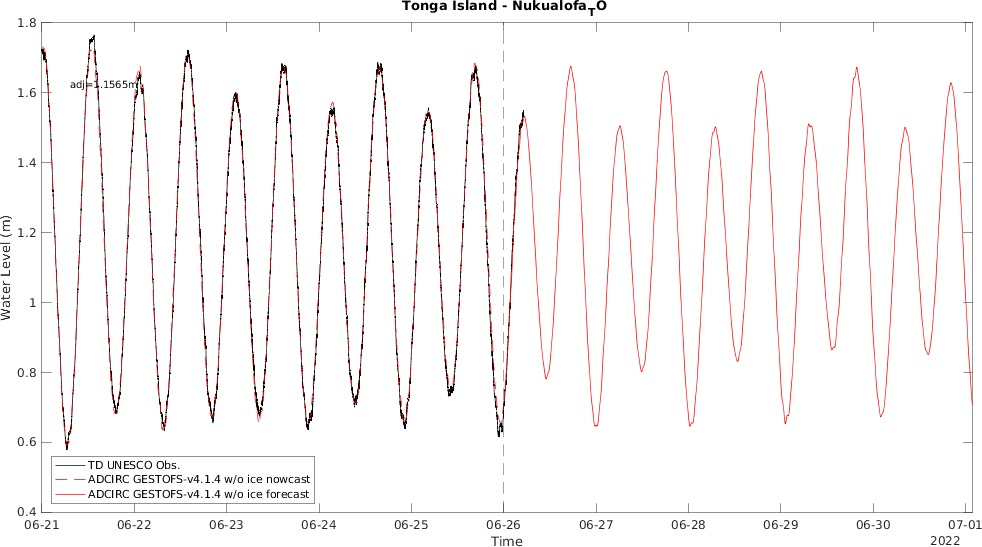 Tonga Island - Nukualofa_TO
adj=1.1565m
Water Level (m)
1.8
1.6
1.4
1.2
1
0.8
0.6
0.4
TD UNESCO Obs.
ADCIRC GESTOFS-v4.1.4 w/o ice nowcast
ADCIRC GESTOFS-v4.1.4 w/o ice forecast
06-21 06-22 06-23 06-24 06-25 06-26 06-27 06-28 06-29 06-30 07-01
Time
2022